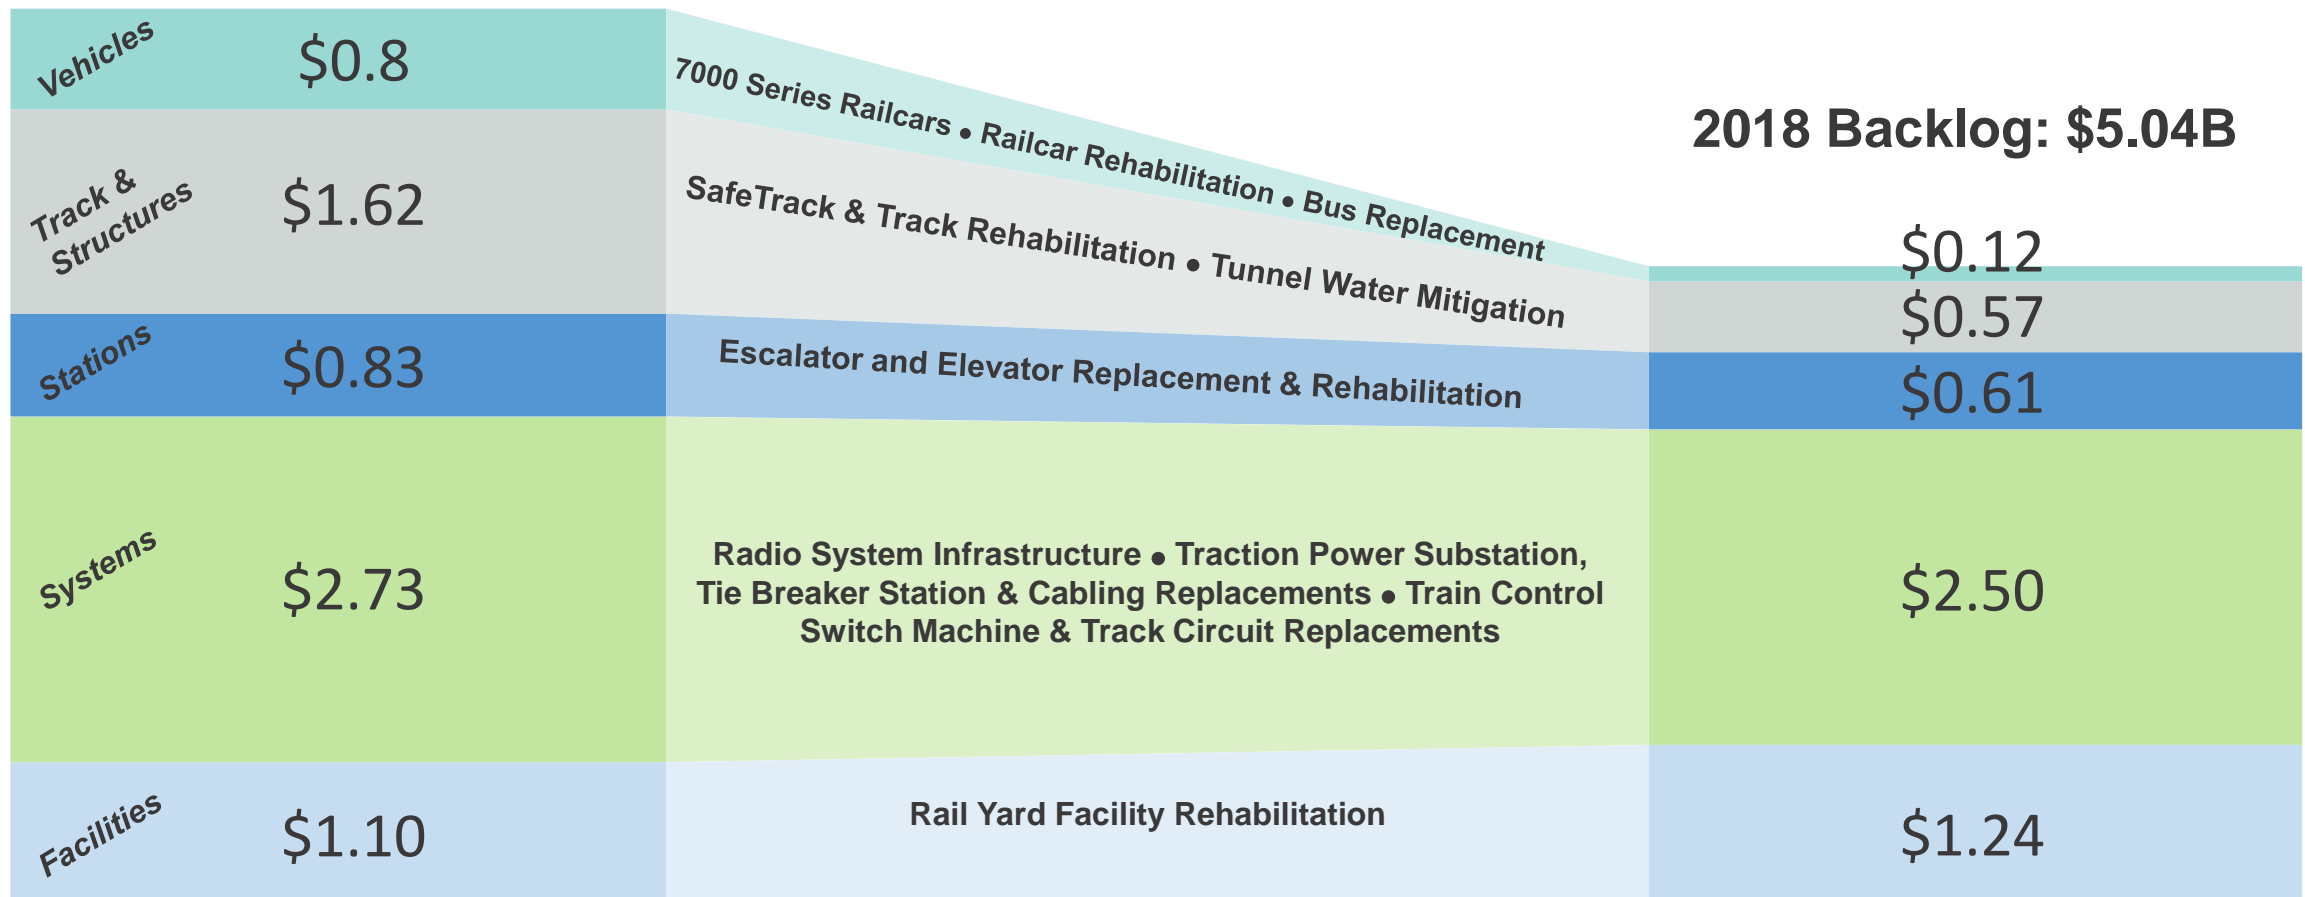 Vehicles
$0.8
7000 Series Railcars • Railcar Rehabilitation • Bus Replacement
2018 Backlog: $5.04B
$0.12
Track &
Structures
$1.62
SafeTrack & Track Rehabilitation • Tunnel Water Mitigation
$0.57
Stations
$0.83
Escalator and Elevator Replacement & Rehabilitation
$0.61
Systems
$2.73
Radio System Infrastructure • Traction Power Substation,
Tie Breaker Station & Cabling Replacements • Train Control
Switch Machine & Track Circuit Replacements
$2.50
Facilities
$1.10
Rail Yard Facility Rehabilitation
$1.24